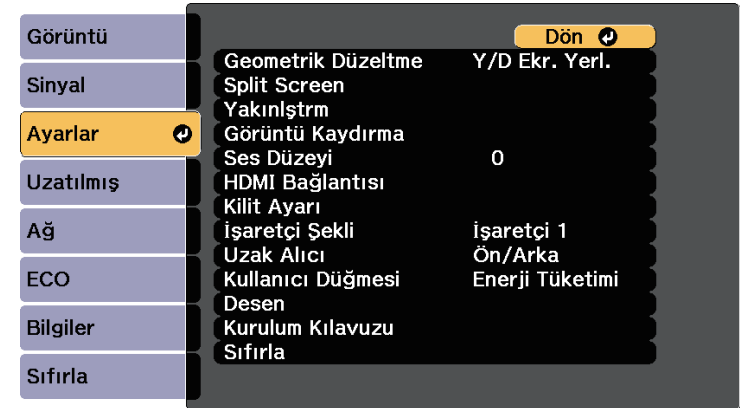 Görüntü
Sinyal
Ayarlar
Uzatılmış
Ağ
ECO
Bilgiler
Sıfırla
Dön
Geometrik Düzeltme Y/D Ekr. Yerl.
Split Screen
Yakınlştrm
Görüntü Kaydırma
Ses Düzeyi 0
HDMI Bağlantısı
Kilit Ayarı
İşaretçi Şekli İşaretçi 1
Uzak Alıcı Ön/Arka
Kullanıcı Düğmesi Enerji Tüketimi
Desen
Kurulum Kılavuzu
Sıfırla